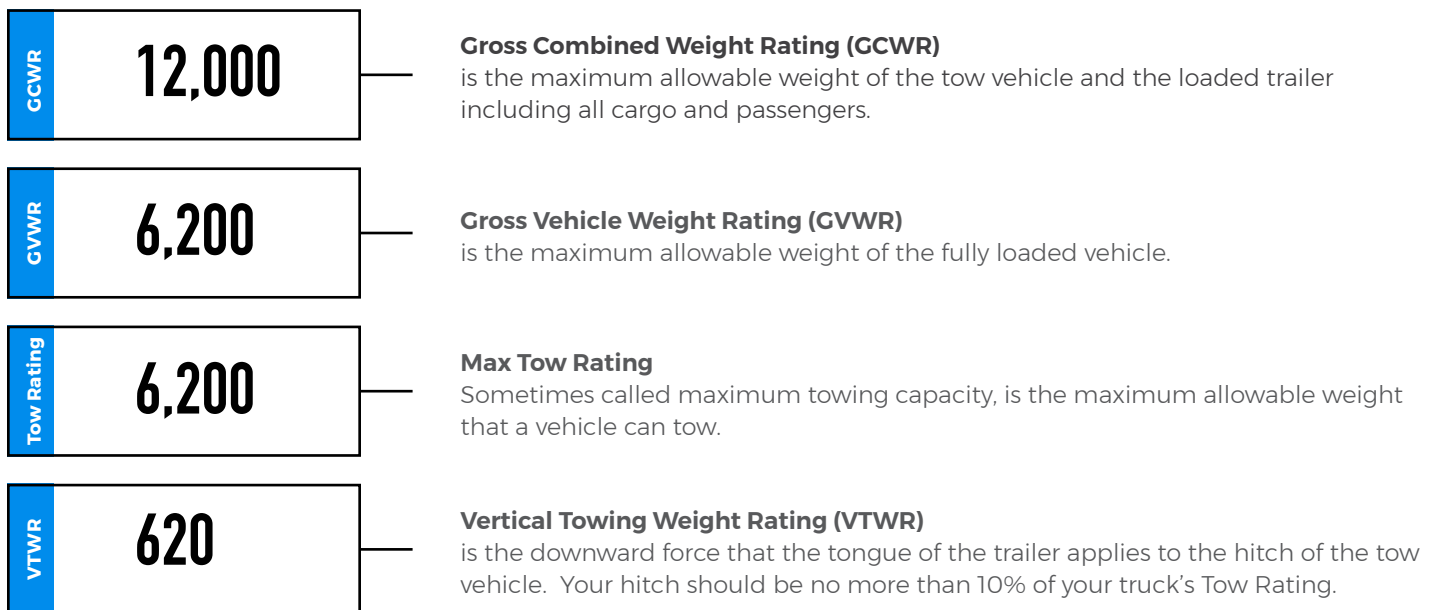 GCWR
12,000
Gross Combined Weight Rating (GCWR)
is the maximum allowable weight of the tow vehicle and the loaded trailer
including all cargo and passengers.
GVWR
6,200
Gross Vehicle Weight Rating (GVWR)
is the maximum allowable weight of the fully loaded vehicle.
Tow Rating
6,200
Max Tow Rating
Sometimes called maximum towing capacity, is the maximum allowable weight
that a vehicle can tow.
VTWR
620
Vertical Towing Weight Rating (VTWR)
is the downward force that the tongue of the trailer applies to the hitch of the tow
vehicle.  Your hitch should be no more than 10% of your truck's Tow Rating.